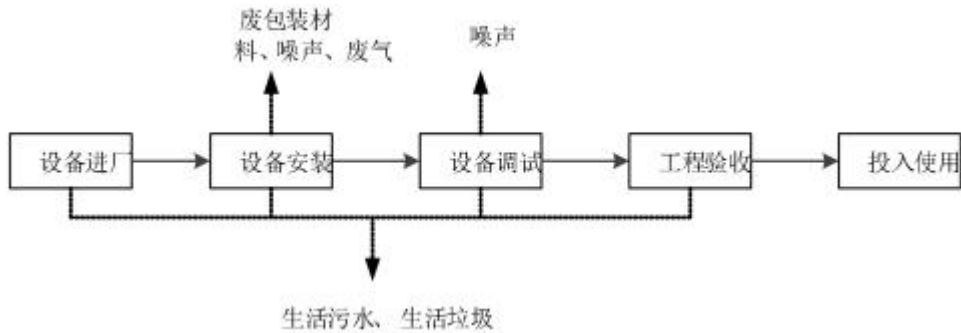 废包装材
料、噪声、废气
噪声
设备进厂
设备安装
设备调试
工程验收
投入使用
生活污水、生活垃圾